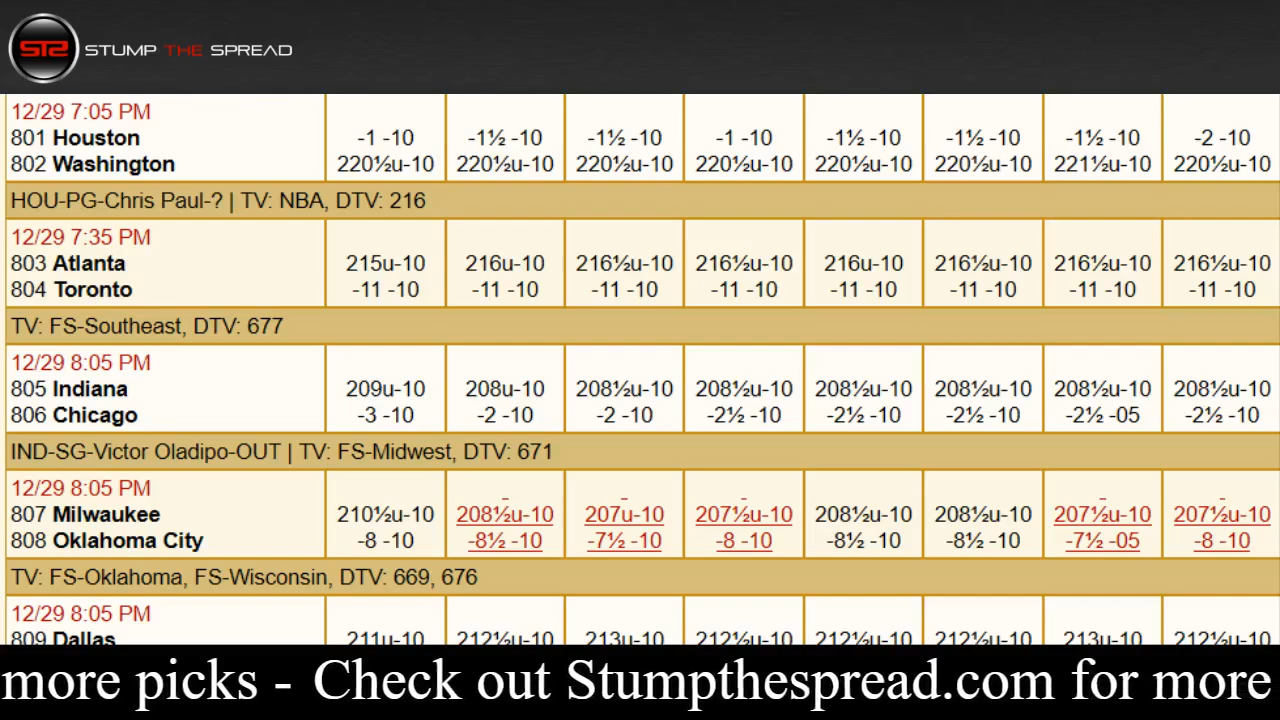 STS STUMP THE SPREAD
12/29 7:05 PM
801 Houston -1 -10 -1½ -10 -1½ -10 -1 -10 -1½ -10 -1½ -10 -1½ -10 -2 -10
802 Washington 220½u-10 220½u-10 220½u-10 220½u-10 220½u-10 220½u-10 221½u-10 220½u-10
HOU-PG-Chris Paul-? | TV: NBA, DTV: 216
12/29 7:35 PM
803 Atlanta 215u-10 216u-10 216½u-10 216½u-10 216u-10 216½u-10 216½u-10 216½u-10
804 Toronto -11 -10 -11 -10 -11 -10 -11 -10 -11 -10 -11 -10 -11 -10 -11 -10
TV: FS-Southeast, DTV: 677
12/29 8:05 PM
805 Indiana 209u-10 208u-10 208½u-10 208½u-10 208½u-10 208½u-10 208½u-10 208½u-10
806 Chicago -3 -10 -2 -10 -2 -10 -2½ -10 -2½ -10 -2½ -10 -2½ -05 -2½ -10
IND-SG-Victor Oladipo-OUT | TV: FS-Midwest, DTV: 671
12/29 8:05 PM
807 Milwaukee 210½u-10 208½u-10 207u-10 207½u-10 208½u-10 208½u-10 207½u-10 207½u-10
808 Oklahoma City -8 -10 -8½ -10 -7½ -10 -8 -10 -8½ -10 -8½ -10 -7½ -05 -8 -10
TV: FS-Oklahoma, FS-Wisconsin, DTV: 669, 676
12/29 8:05 PM
809 Dallas 211u-10 212½u-10 213u-10 212½u-10 212½u-10 212½u-10 213u-10 212½u-10
more picks - Check out Stumpthespread.com for more